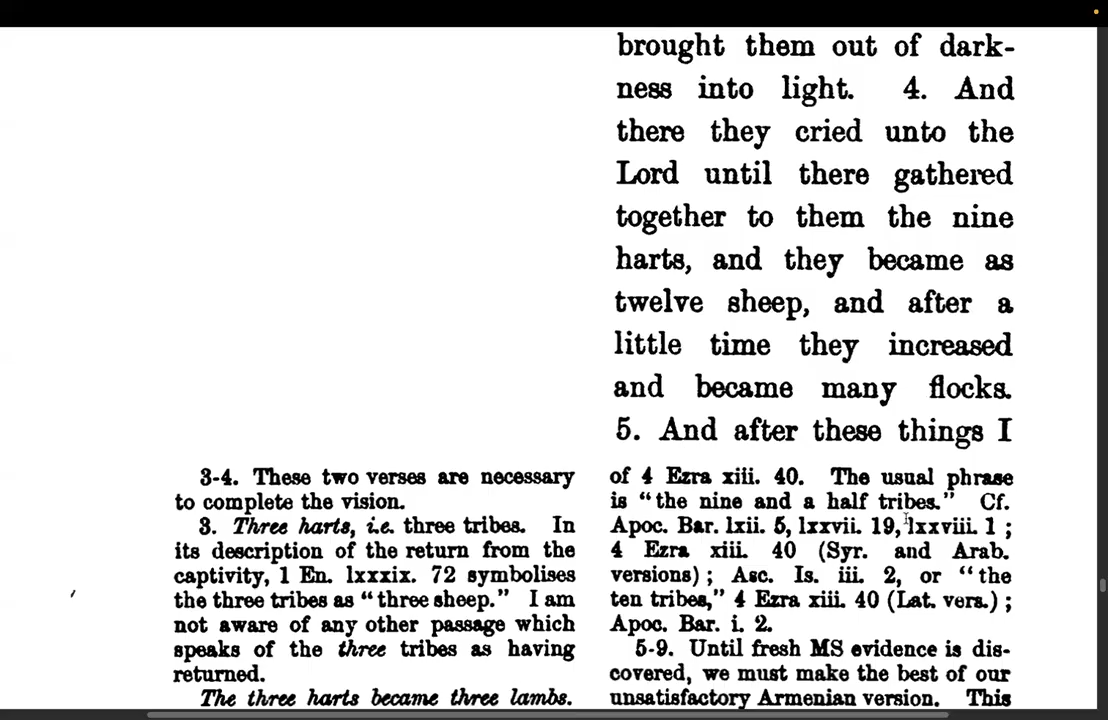 brought them out of dark-
ness into light. 4. And
there they cried unto the
Lord until there gathered
together to them the nine
harts, and they became as
twelve sheep, and after a
little time they increased
and became many flocks.
5. And after these things I
3-4. These two verses are necessary
to complete the vision.
3. Three harts, i.e. three tribes. In
its description of the return from the
captivity, 1 En. lxxxix. 72 symbolises
the three tribes as "three sheep." I am
not aware of any other passage which
speaks of the three tribes as having
returned.
The three harts became three lambs.
of 4 Ezra xiii. 40. The usual phrase
is "the nine and a half tribes." Cf.
Apoc. Bar. lxii. 5, lxxvii. 19, lxxviii. 1 ;
4 Ezra xiii. 40 (Syr. and Arab.
versions) ; Asc. Is. iii. 2, or "the
ten tribes," 4 Ezra xiii. 40 (Lat. vers.) ;
Apoc. Bar. i. 2.
5-9. Until fresh MS evidence is dis-
covered, we must make the best of our
unsatisfactory Armenian version. This